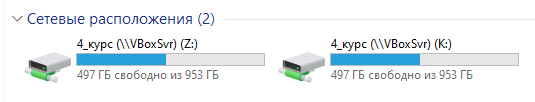 Сетевые расположения (2)
4_курс (\\VBoxSvr) (Z:)
497 ГБ свободно из 953 ГБ
4_курс (\\VBoxSvr) (K:)
497 ГБ свободно из 953 ГБ